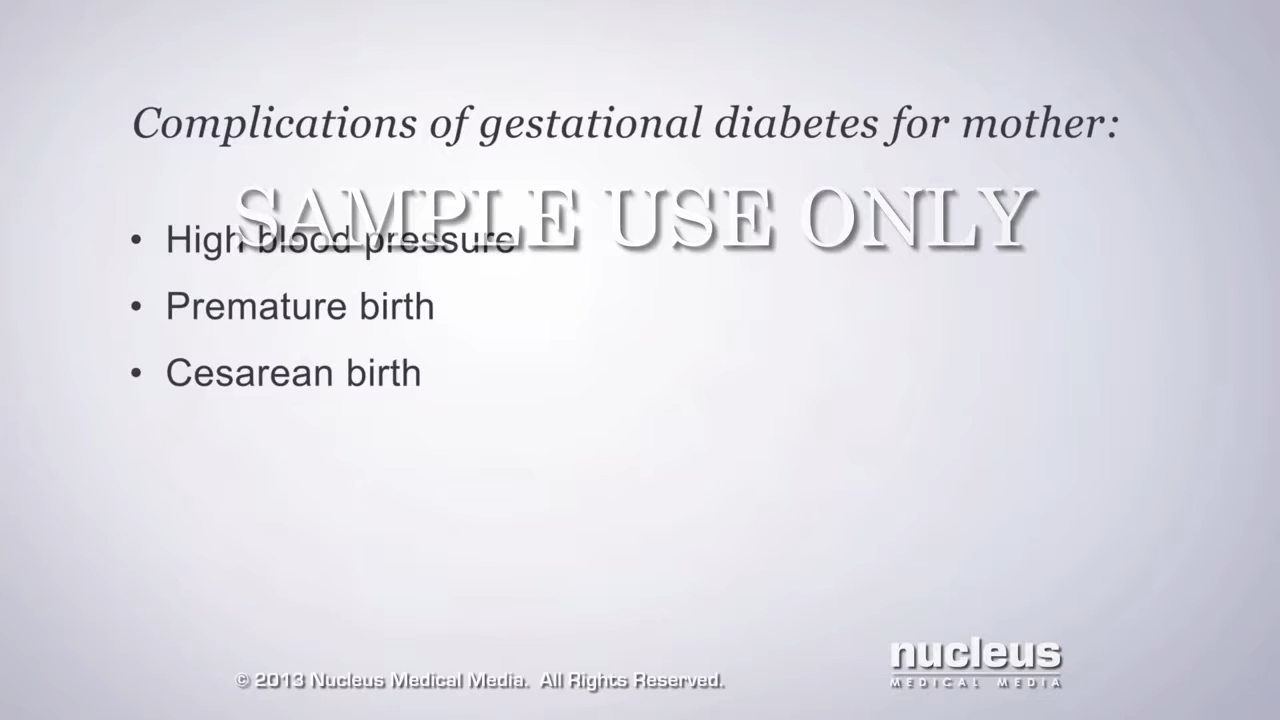 Complications of gestational diabetes for mother:
SAMPLE USE ONLY
• High blood pressure
• Premature birth
• Cesarean birth
nucleus
MEDICAL MEDIA
© 2013 Nucleus Medical Media. All Rights Reserved.